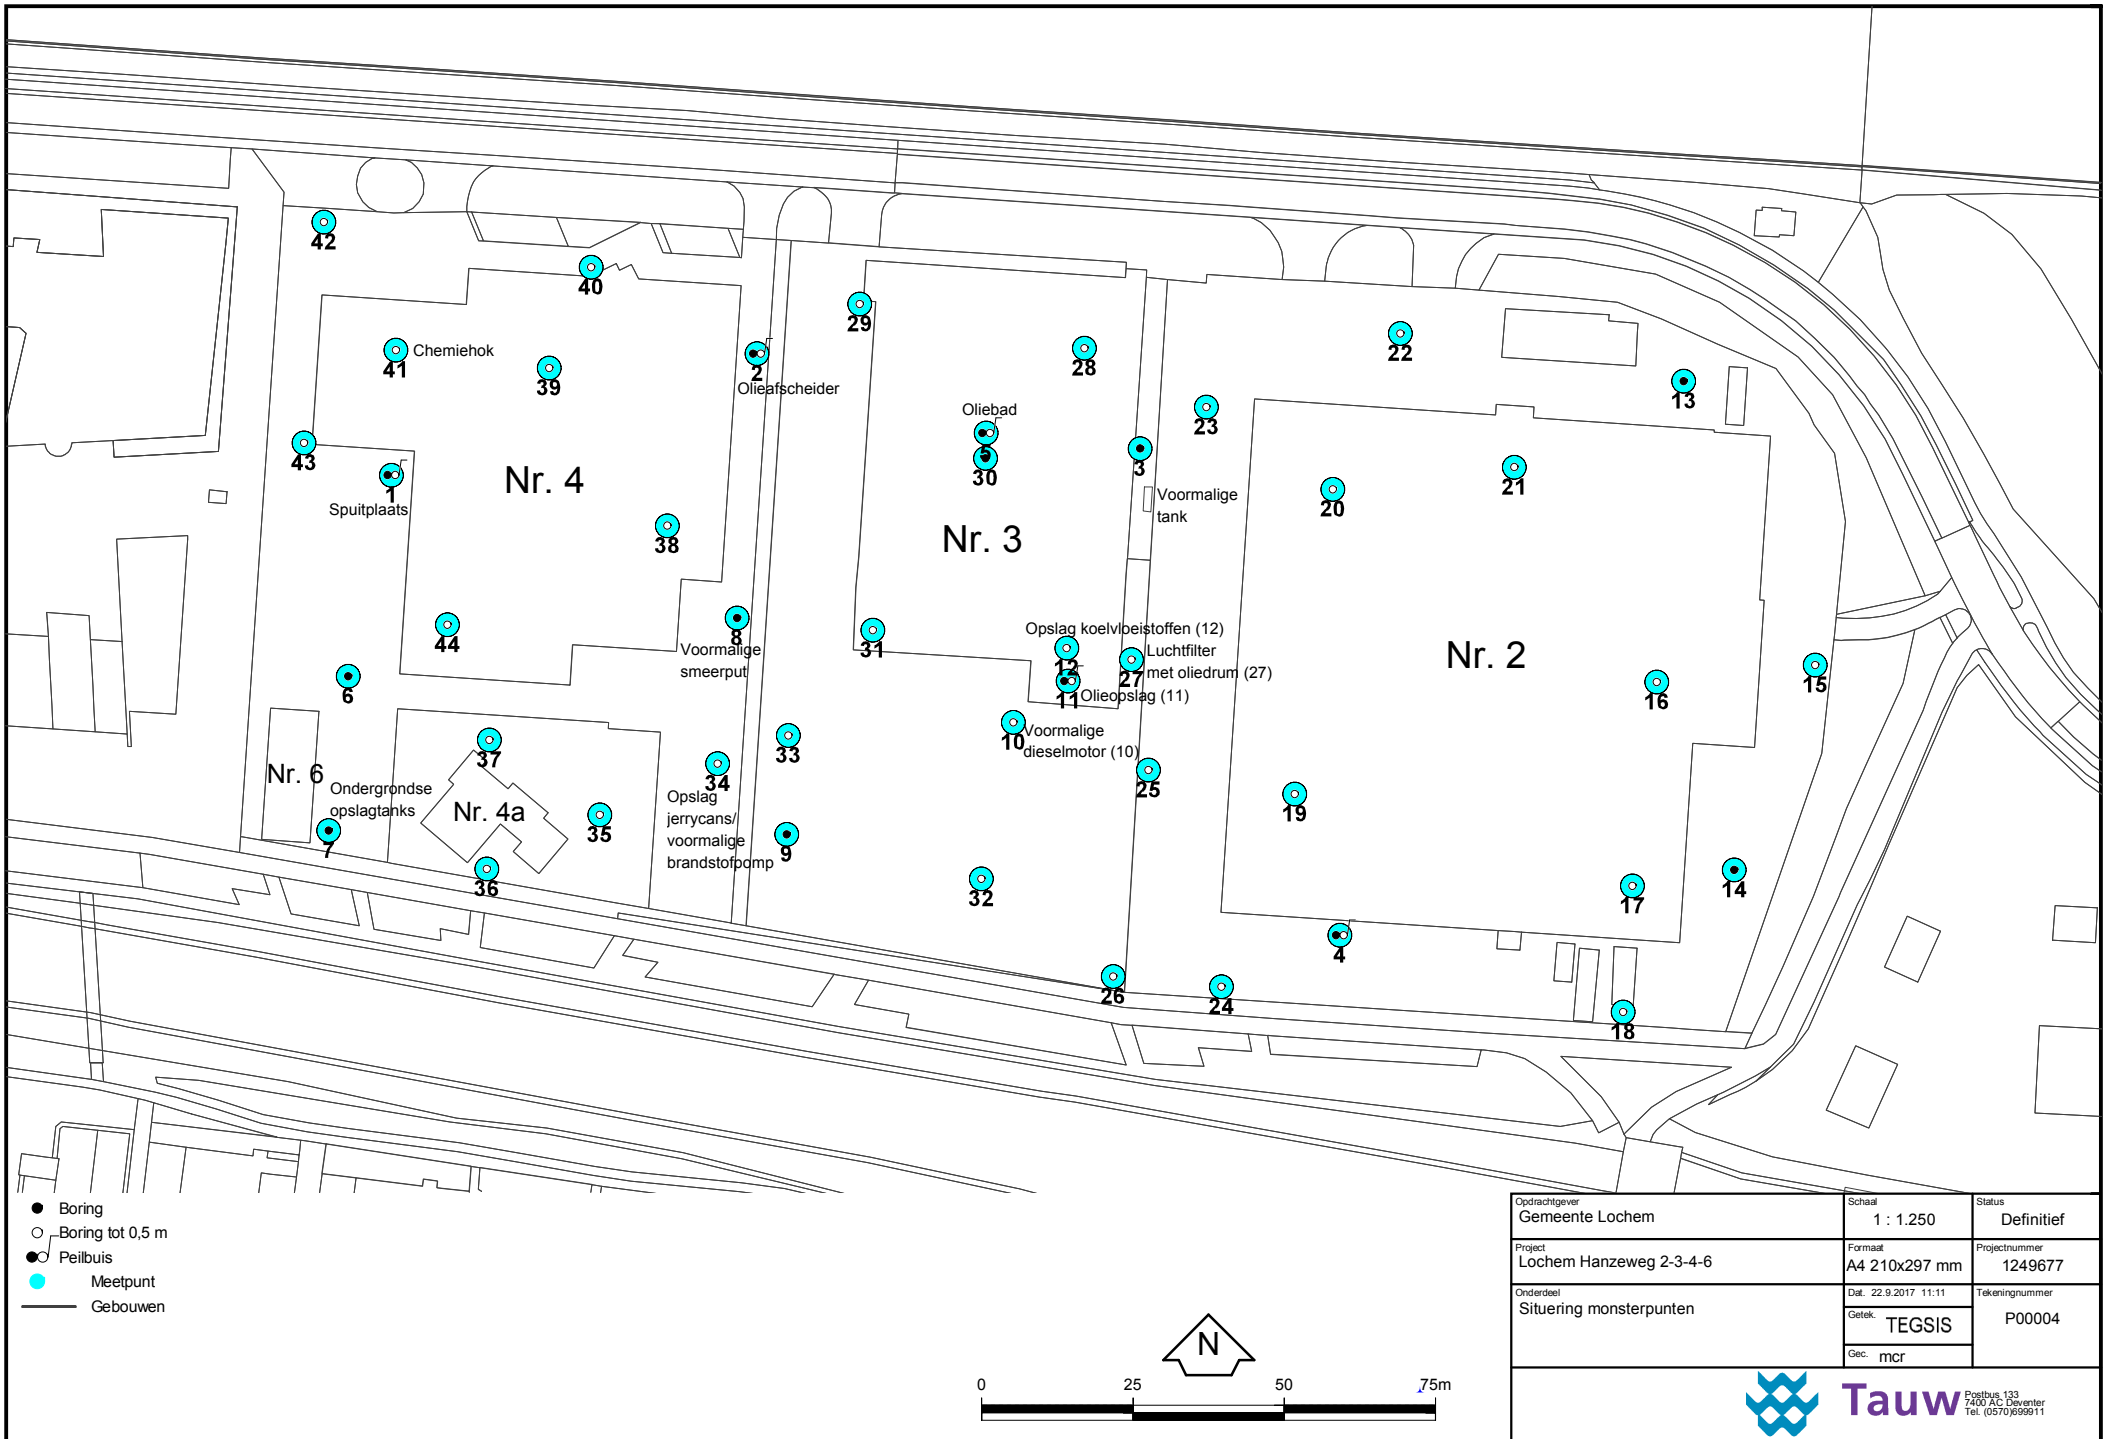 42
40
29
Chemiehok
41
39
2
Olieafscheider
28
22
13
23
Oliebad
5
30
3
43
1
Spuitplaats
Nr. 4
38
Nr. 3
Voormalige
tank
20
21
44
8
Voormalige
smeerput
31
Opslag koelvloeistoffen (12)
12
Luchtfilter
met oliedrum (27)
27
11
Olieopslag (11)
Nr. 2
16
15
6
37
33
34
10
Voormalige
dieselmotor (10)
25
19
Nr. 6
Ondergrondse
opslagtanks
7
Nr. 4a
35
36
Opslag
jerrycans/
voormalige
brandstofpomp
9
32
17
14
4
26
24
18
Boring
Boring tot 0,5 m
Peilbuis
Meetpunt
Gebouwen
N
0 25 50 75m
Opdrachtgever
Gemeente Lochem
Schaal
1 : 1.250
Status
Definitief
Project
Lochem Hanzeweg 2-3-4-6
Formaat
A4 210x297 mm
Projectnummer
1249677
Onderdeel
Situering monsterpunten
Dat. 22.9.2017 11:11
Getek. TEGSIS
Gec. mcr
Tekeningnummer
P00004
Tauw
Postbus 133
7400 AC Deventer
Tel. (0570)699911